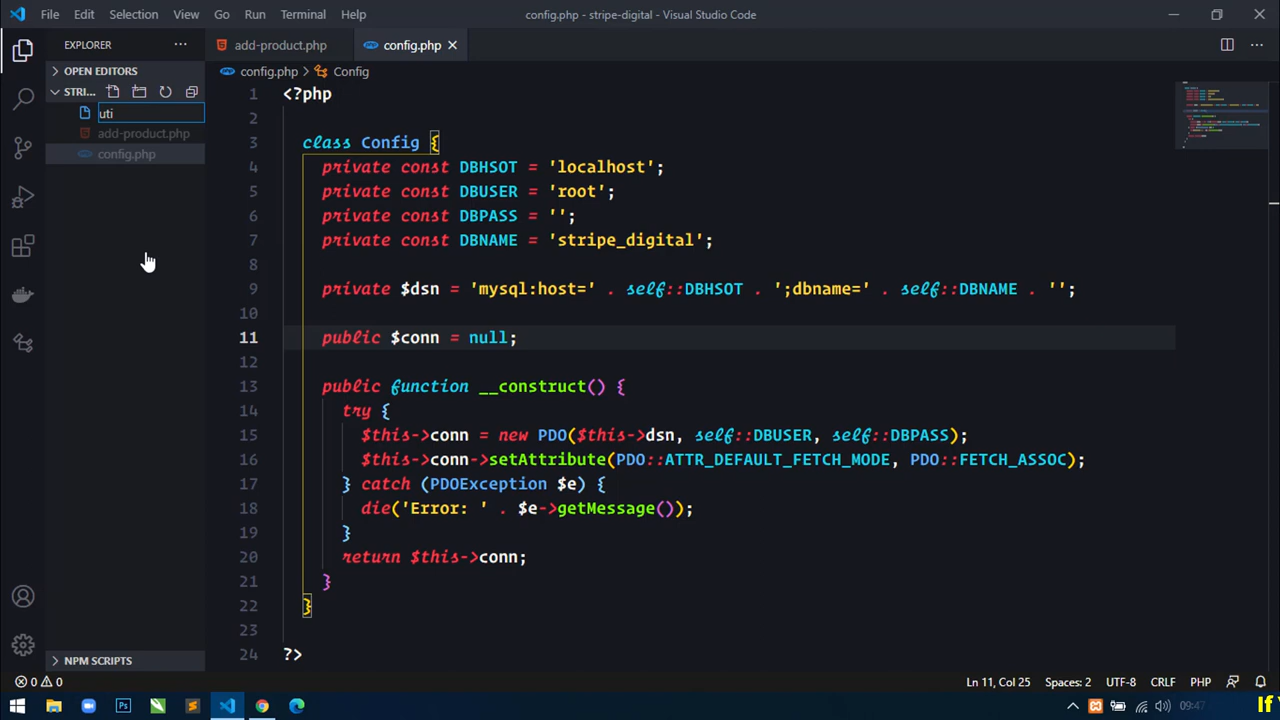 File Edit Selection View Go Run Terminal Help
config.php - stripe-digital - Visual Studio Code
EXPLORER
add-product.php
config.php
OPEN EDITORS
STRI...
uti
add-product.php
config.php
NPM SCRIPTS
config.php > Config
1 <?php
2
3 class Config {
4 private const DBHSOT = 'localhost';
5 private const DBUSER = 'root';
6 private const DBPASS = '';
7 private const DBNAME = 'stripe_digital';
8
9 private $dsn = 'mysql:host=' . self::DBHSOT . ';dbname=' . self::DBNAME . '';
10
11 public $conn = null;
12
13 public function __construct() {
14 try {
15 $this->conn = new PDO($this->dsn, self::DBUSER, self::DBPASS);
16 $this->conn->setAttribute(PDO::ATTR_DEFAULT_FETCH_MODE, PDO::FETCH_ASSOC);
17 } catch (PDOException $e) {
18 die('Error: ' . $e->getMessage());
19 }
20 return $this->conn;
21 }
22 }
23
24 ?>
0 0
Ln 11, Col 25 Spaces: 2 UTF-8 CRLF PHP
Ps
09:47
If